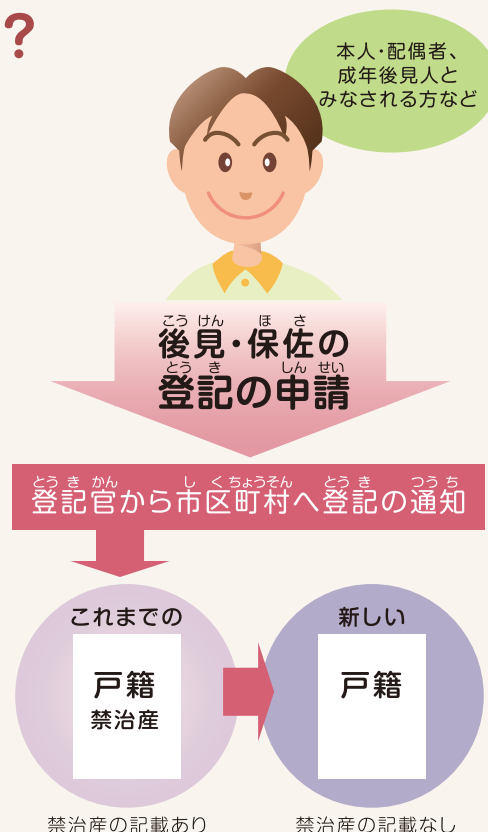 ?
本人・配偶者、
成年後見人と
みなされる方など
こうけん ほさ
後見・保佐の
とうき しんせい
登記の申請
とうきかん しくちょうそん とうき つうち
登記官から市区町村へ登記の通知
これまでの
戸籍
禁治産
禁治産の記載あり
新しい
戸籍
禁治産の記載なし